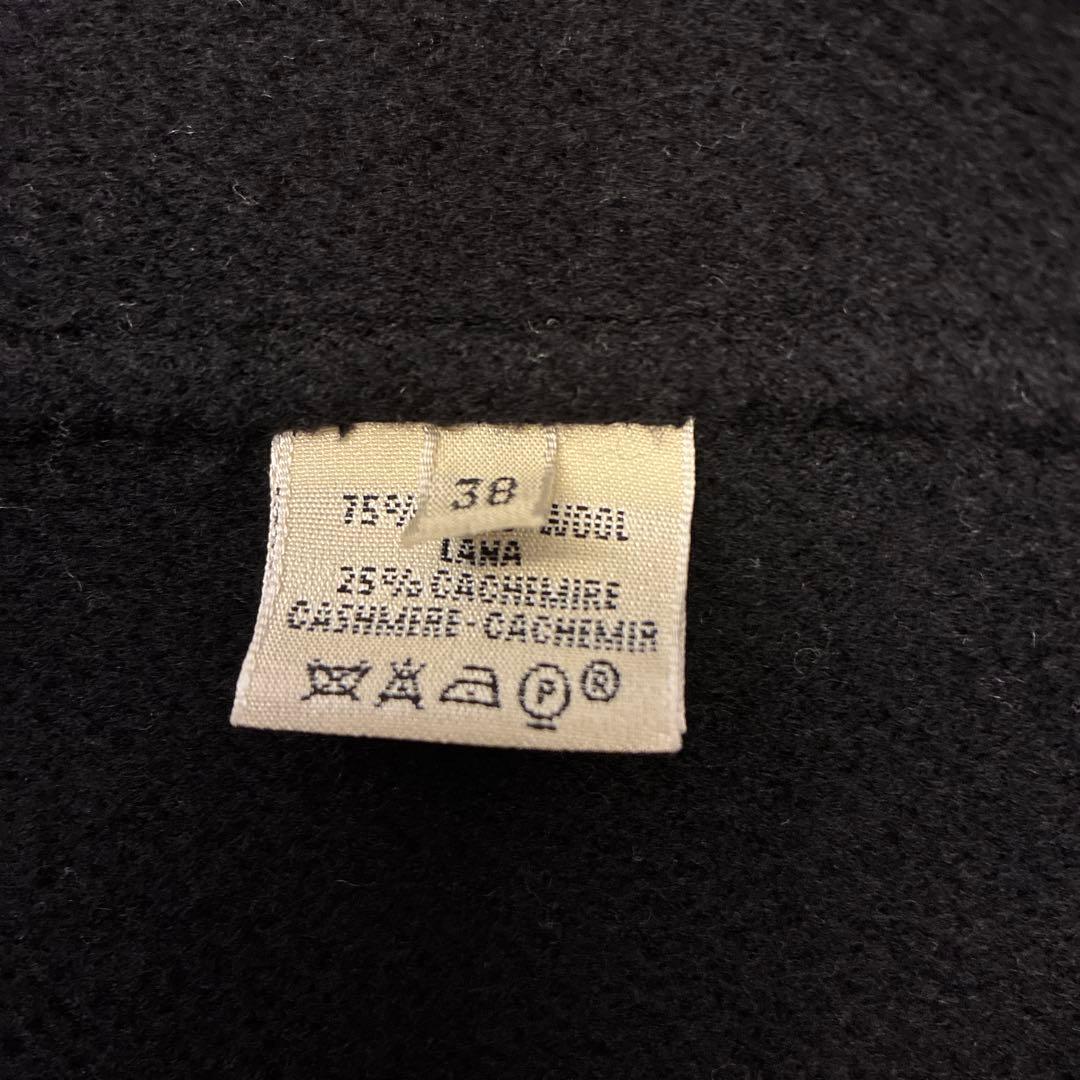 38
75% WOOL
LANA
25% CACHEMIRE
CASHMERE-CACHEMIR
P ®